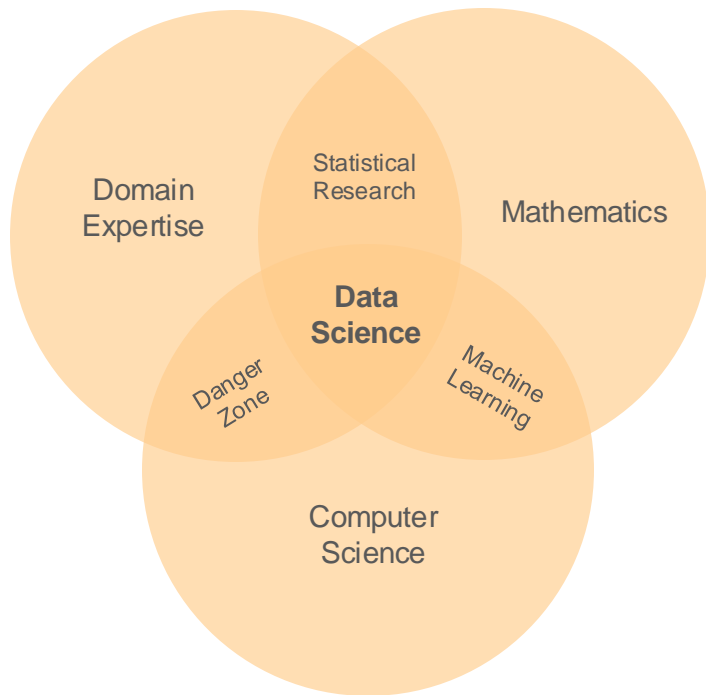 Statistical
Research
Domain
Expertise
Mathematics
Data
Science
Danger
Zone
Machine
Learning
Computer
Science